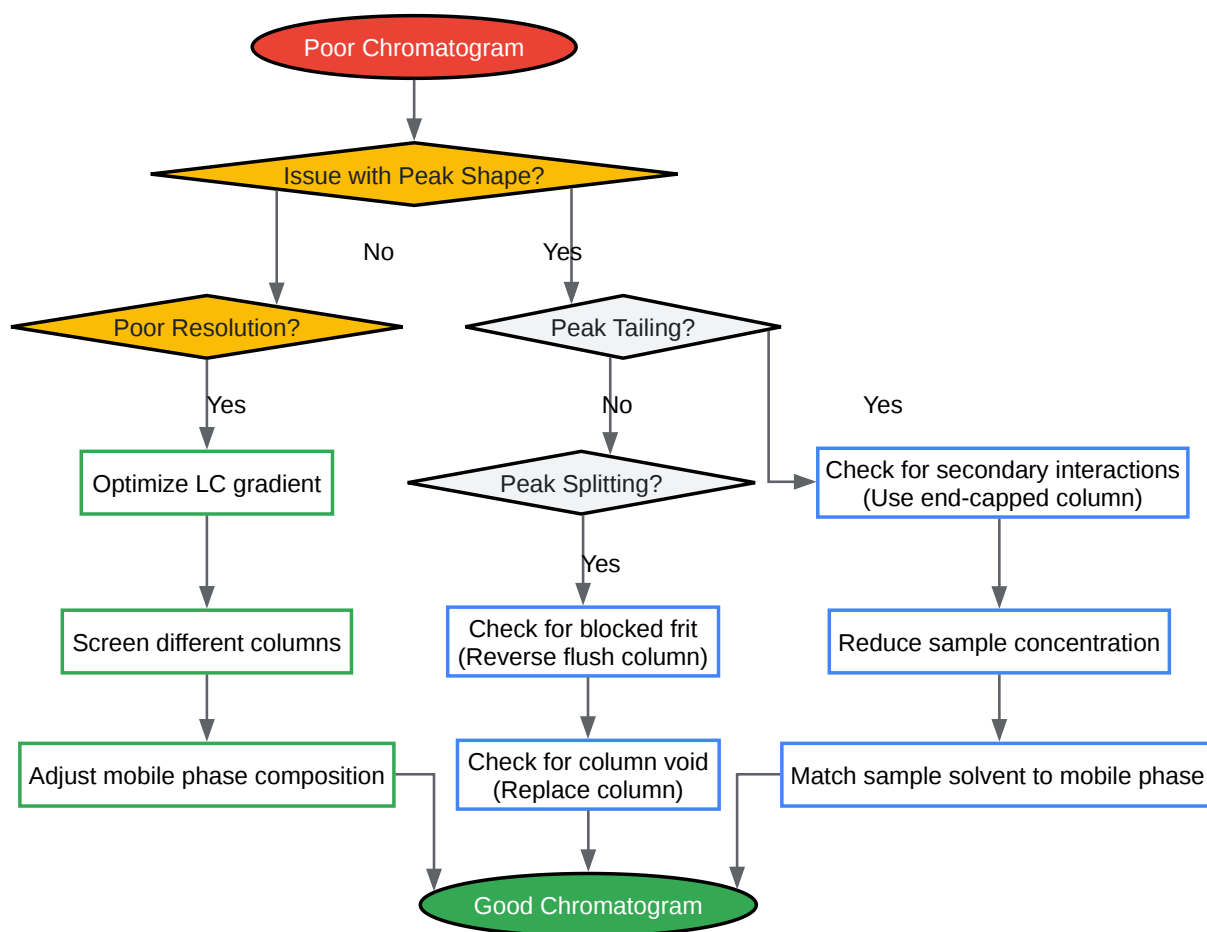 Poor Chromatogram
Issue with Peak Shape?
No
Yes
Poor Resolution?
Peak Tailing?
Yes
No
Yes
Optimize LC gradient
Peak Splitting?
Check for secondary interactions
(Use end-capped column)
Yes
Screen different columns
Check for blocked frit
(Reverse flush column)
Reduce sample concentration
Adjust mobile phase composition
Check for column void
(Replace column)
Match sample solvent to mobile phase
Good Chromatogram